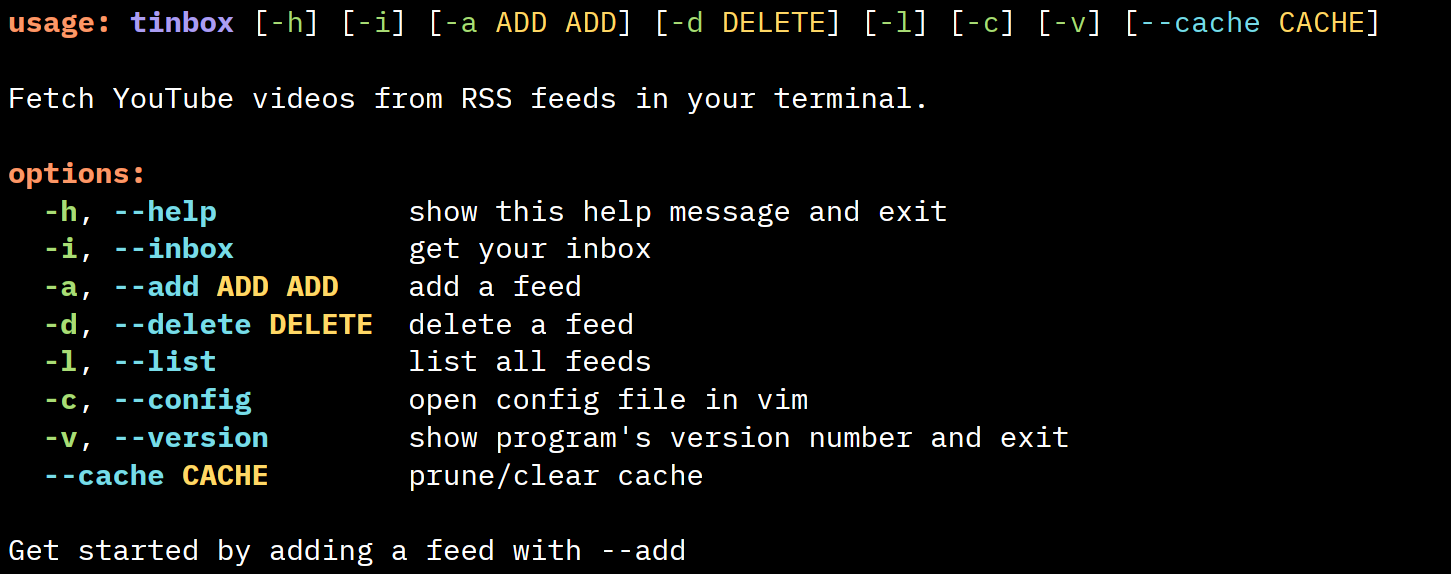 usage: tinbox [-h] [-i] [-a ADD ADD] [-d DELETE] [-l] [-c] [-v] [--cache CACHE]
Fetch YouTube videos from RSS feeds in your terminal.
options:
-h, --help show this help message and exit
-i, --inbox get your inbox
-a, --add ADD ADD add a feed
-d, --delete DELETE delete a feed
-l, --list list all feeds
-c, --config open config file in vim
-v, --version show program's version number and exit
--cache CACHE prune/clear cache
Get started by adding a feed with --add